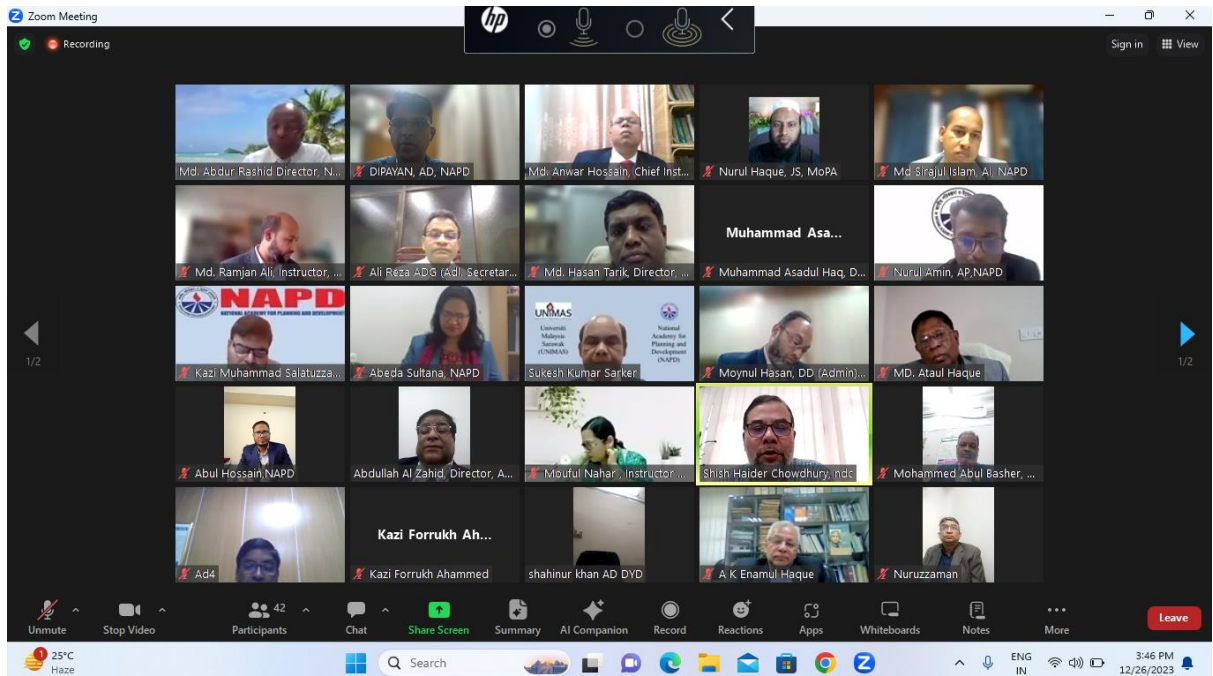 Zoom Meeting
hp
Recording
Sign in
View
Md. Abdur Rashid Director, N...
DIPAYAN, AD, NAPD
Md. Anwar Hossain, Chief Inst...
Nurul Haque, JS, MoPA
Md Sirajul Islam, AI, NAPD
Md. Ramjan Ali, Instructor, ...
Ali Reza ADG (Adl. Secretar...
Md. Hasan Tarik, Director, ...
Muhammad Asa...
Muhammad Asadul Haq, D...
Nurul Amin, AP,NAPD
NAPD
NATIONAL ACADEMY FOR PLANNING AND DEVELOPMENT
Kazi Muhammad Salatuzza...
Abeda Sultana, NAPD
UNIMAS
Universiti
Malaysia
Sarawak
(UNIMAS)
National
Academy for
Planning and
Development
(NAPD)
Sukesh Kumar Sarker
Moynul Hasan, DD (Admin)...
MD. Ataul Haque
1/2
1/2
Abul Hossain,NAPD
Abdullah Al Zahid, Director, A...
Mouful Nahar , Instructor ...
Shish Haider Chowdhury, ndc
Mohammed Abul Basher, ...
Ad4
Kazi Forrukh Ah...
Kazi Forrukh Ahammed
shahinur khan AD DYD
A K Enamul Haque
Nuruzzaman
Unmute
Stop Video
42
Participants
Chat
Share Screen
Summary
AI Companion
Record
Reactions
Apps
Whiteboards
Notes
More
Leave
1
25°C
Haze
Search
ENG
IN
3:46 PM
12/26/2023